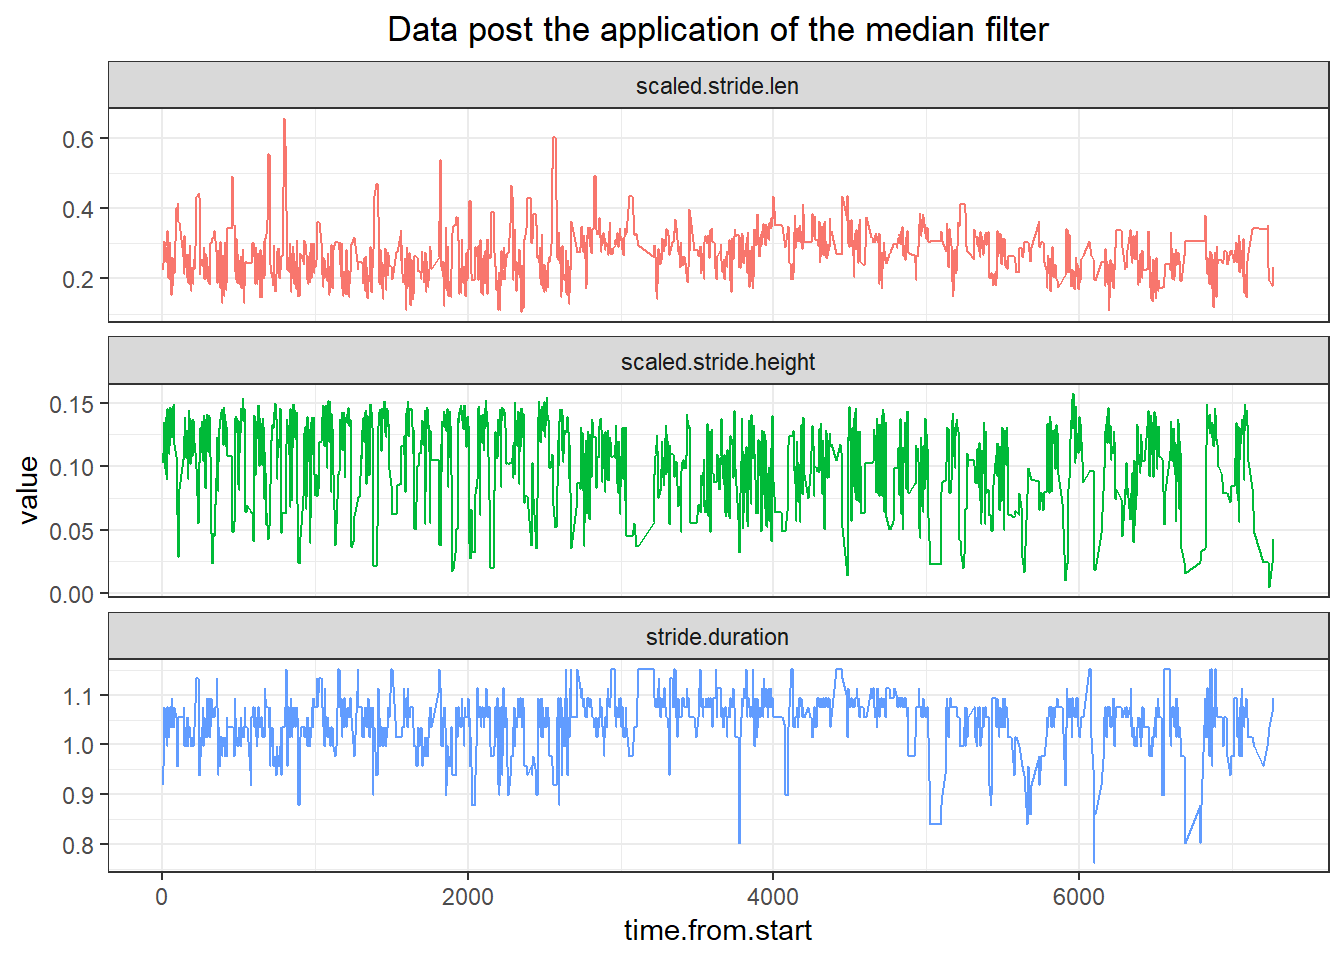 Data post the application of the median filter
scaled.stride.len
0.6
0.4
0.2
scaled.stride.height
0.15
0.10
0.05
0.00
value
stride.duration
1.1
1.0
0.9
0.8
0 2000 4000 6000
time.from.start